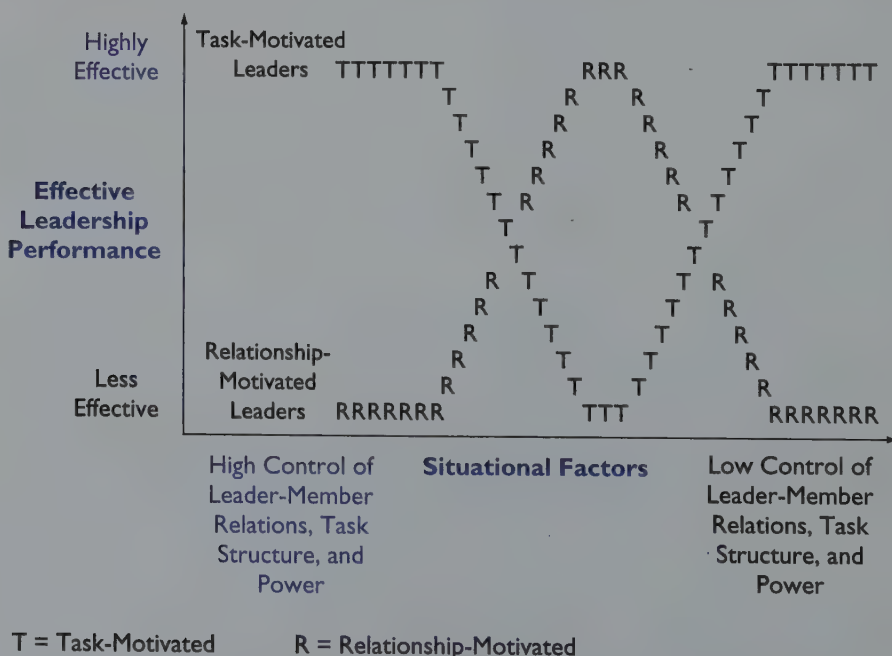 Highly
Effective
Task-Motivated
Leaders
TTTTTTT
RRR
TTTTTTT
T
R
R
T
T
R
R
T
T
R
R
T
T
R
R
T
T
R
R
T
T
T
T
T
R
T
T
R
R
T
T
R
R
T
T
R
R
T
T
R
R
T
T
R
Effective
Leadership
Performance
Less
Effective
Relationship-
Motivated
Leaders
RRRRRRR
TTT
RRRRRRR
High Control of
Leader-Member
Relations, Task
Structure, and
Power
Situational Factors
Low Control of
Leader-Member
Relations, Task
Structure, and
Power
T = Task-Motivated
R = Relationship-Motivated